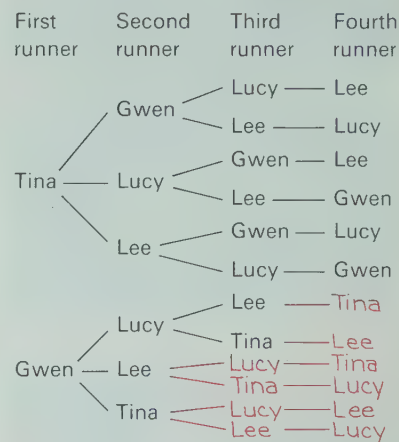 First Second Third Fourth
runner runner runner runner
Lucy Lee
Gwen
Lee Lucy
Gwen Lee
Tina Lucy
Lee Gwen
Gwen Lucy
Lee
Lucy Gwen
Lee Tina
Lucy
Tina Lee
Gwen Lee Lucy Tina
Tina Lucy
Tina Lucy Lee
Lee Lucy